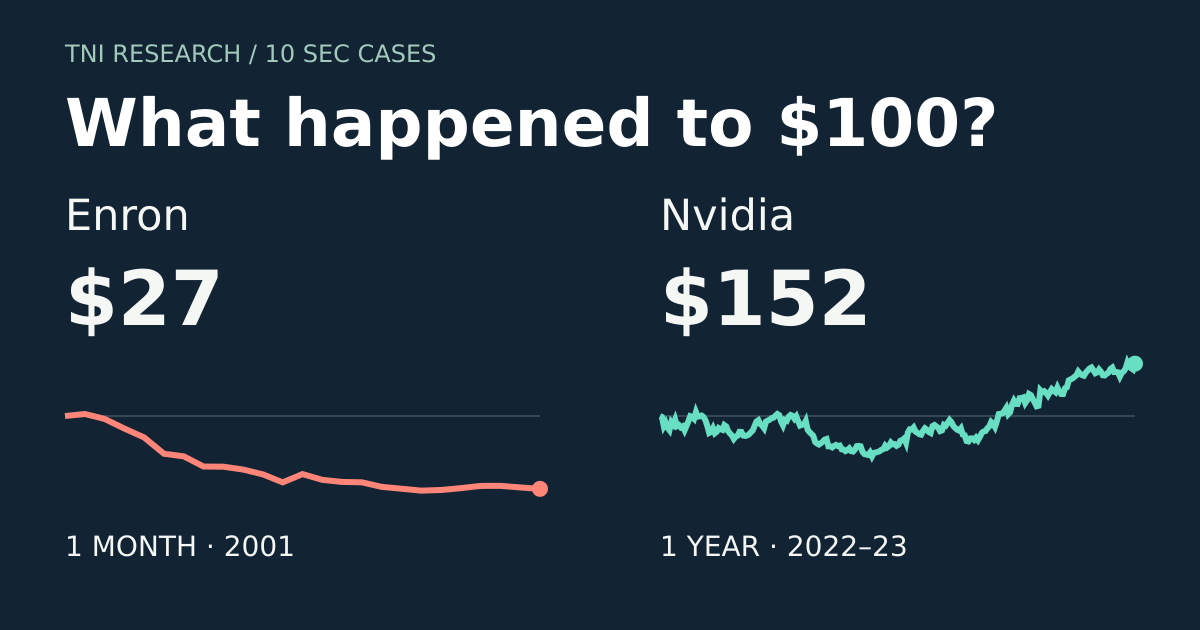 TNI RESEARCH / 10 SEC CASES
What happened to $100?
Enron
$27
1 MONTH · 2001
Nvidia
$152
1 YEAR · 2022–23